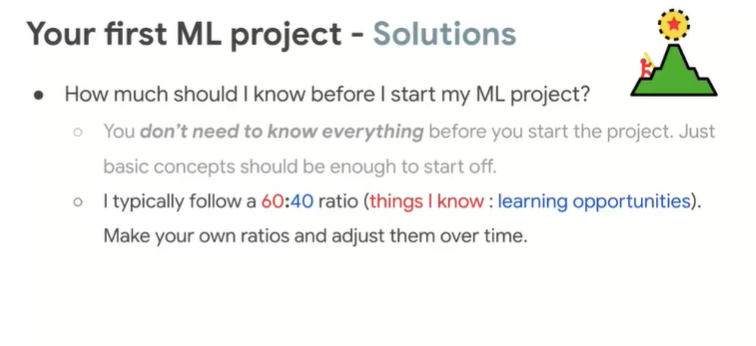 Your first ML project - Solutions
● How much should I know before I start my ML project?
○ You don't need to know everything before you start the project. Just
basic concepts should be enough to start off.
○ I typically follow a 60:40 ratio (things I know : learning opportunities).
Make your own ratios and adjust them over time.